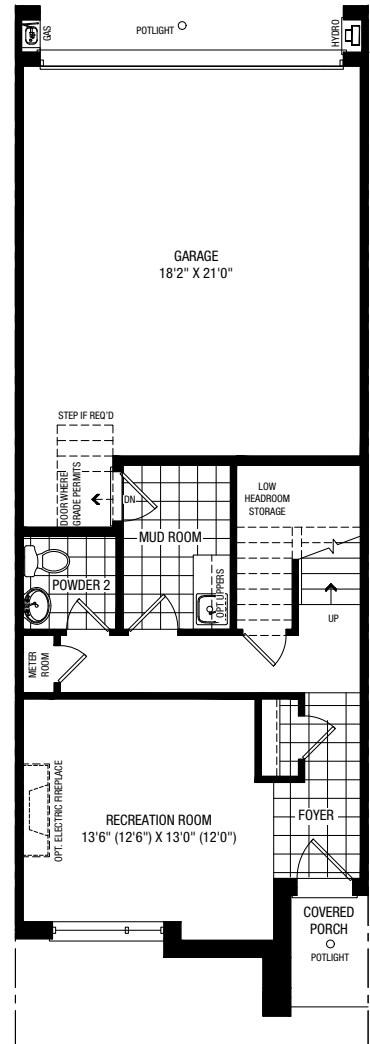 GAS
POTLIGHT
HYDRO
GARAGE
18'2" X 21'0"
STEP IF REQ'D
DOOR WHERE
GRADE PERMITS
DN
MUD ROOM
LOW
HEADROOM
STORAGE
POWDER 2
OPT UPPERS
UP
METER
ROOM
OPT. ELECTRIC FIREPLACE
RECREATION ROOM
13'6" (12'6") X 13'0" (12'0")
FOYER
COVERED
PORCH
POTLIGHT